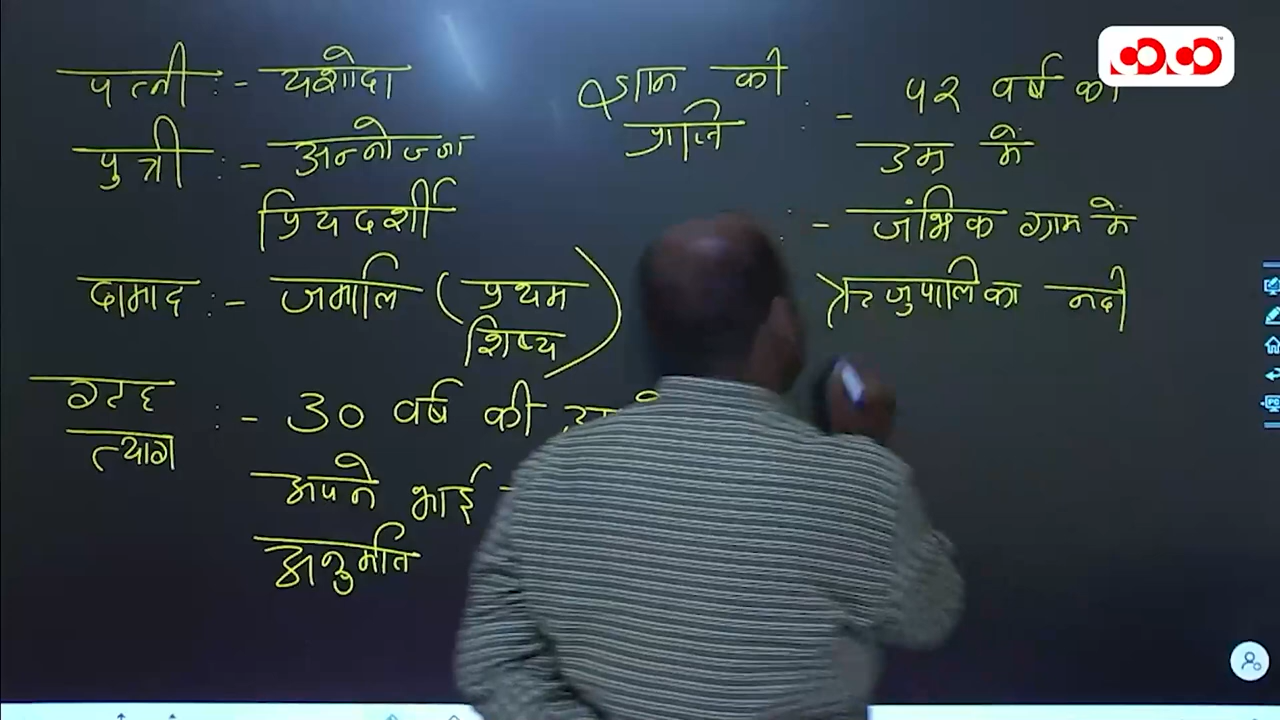 पत्नी :- यशोदा
पुत्री :- अन्नोज्जा
प्रियदर्शी
दामाद :- जमालि (प्रथम
शिष्य)
गृह
त्याग :- 30 वर्ष की
अपने भाई
अनुमति
ज्ञान की
प्राप्ति :- 42 वर्ष की
उम्र में
:- जंभिक ग्राम में
ऋजुपालिका नदी